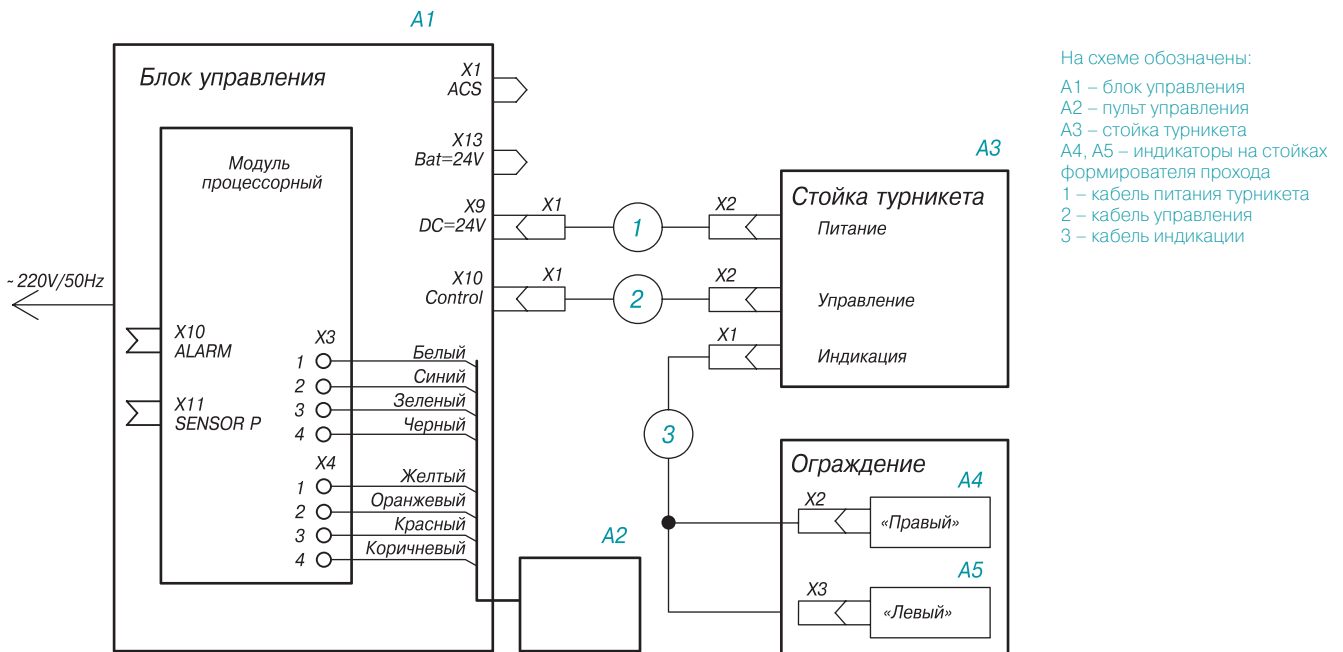 A1
Блок управления
X1
ACS
X13
Bat=24V
X9
DC=24V
X10
Control
Модуль
процессорный
~220V/50Hz
X10
ALARM
X11
SENSOR P
X3
1
2
3
4
Белый
Синий
Зеленый
Черный
X4
1
2
3
4
Желтый
Оранжевый
Красный
Коричневый
A2
X1
1
X2
X1
2
X2
X1
3
A3
Стойка турникета
Питание
Управление
Индикация
Ограждение
A4
X2
«Правый»
A5
X3
«Левый»
На схеме обозначены:
A1 – блок управления
A2 – пульт управления
A3 – стойка турникета
A4, A5 – индикаторы на стойках
формирователя прохода
1 – кабель питания турникета
2 – кабель управления
3 – кабель индикации